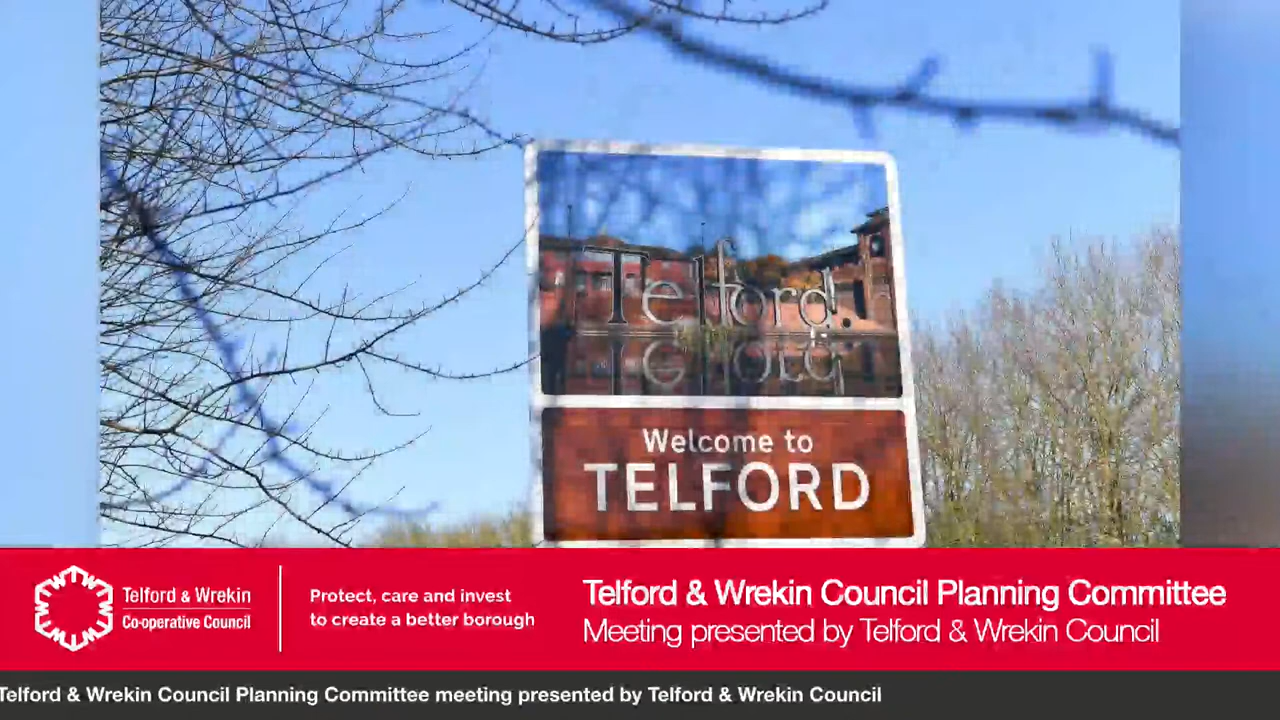 Telford
Welcome to
TELFORD
Telford & Wrekin
Co-operative Council
Protect, care and invest
to create a better borough
Telford & Wrekin Council Planning Committee
Meeting presented by Telford & Wrekin Council
Telford & Wrekin Council Planning Committee meeting presented by Telford & Wrekin Council